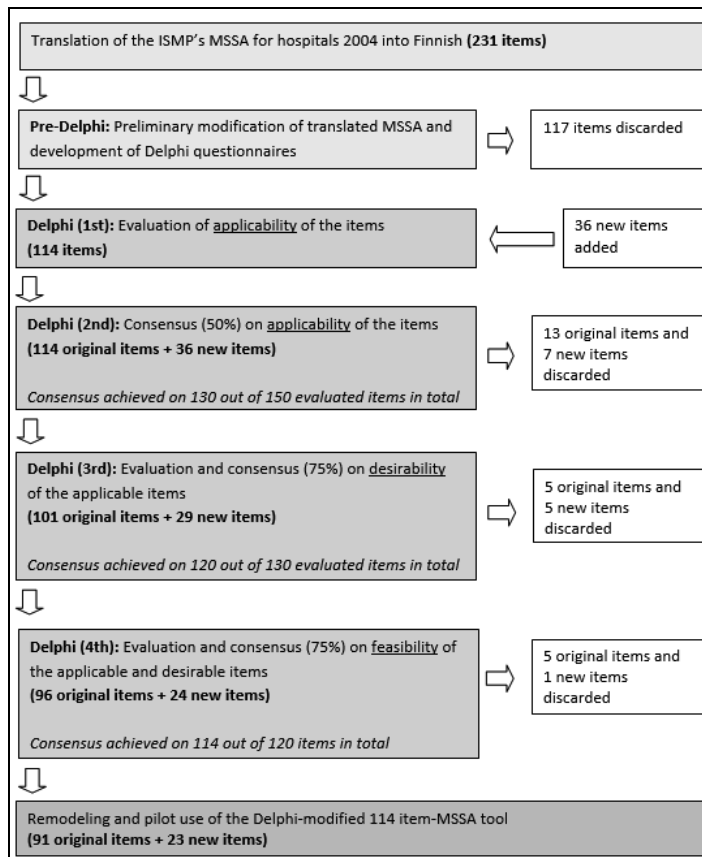 Translation of the ISMP's MSSA for hospitals 2004 into Finnish (231 items)
Pre-Delphi: Preliminary modification of translated MSSA and
development of Delphi questionnaires
117 items discarded
Delphi (1st): Evaluation of applicability of the items
(114 items)
36 new items
added
Delphi (2nd): Consensus (50%) on applicability of the items
(114 original items + 36 new items)
Consensus achieved on 130 out of 150 evaluated items in total
13 original items and
7 new items
discarded
Delphi (3rd): Evaluation and consensus (75%) on desirability
of the applicable items
(101 original items + 29 new items)
Consensus achieved on 120 out of 130 evaluated items in total
5 original items and
5 new items
discarded
Delphi (4th): Evaluation and consensus (75%) on feasibility of
the applicable and desirable items
(96 original items + 24 new items)
Consensus achieved on 114 out of 120 items in total
5 original items and
1 new items
discarded
Remodeling and pilot use of the Delphi-modified 114 item-MSSA tool
(91 original items + 23 new items)